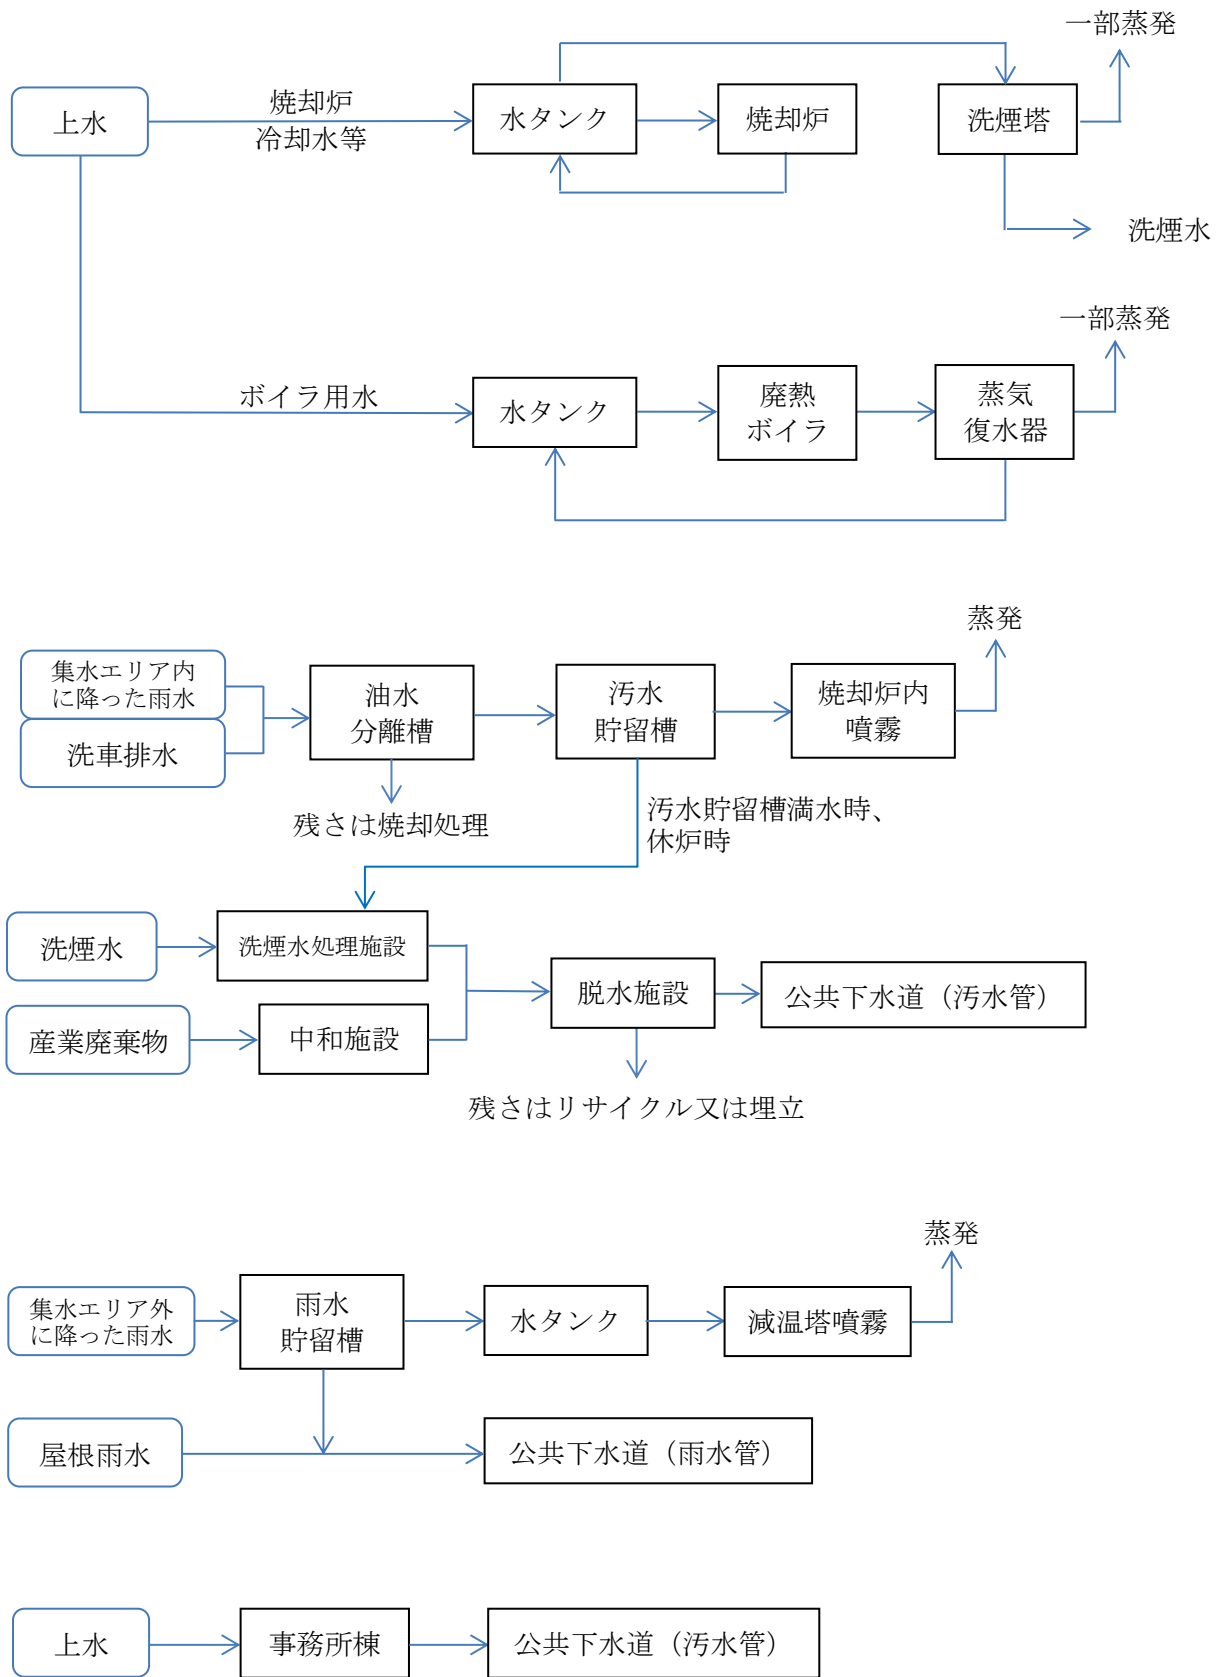 一部蒸発
上水
焼却炉
冷却水等
水タンク
焼却炉
洗煙塔
洗煙水
一部蒸発
ボイラ用水
水タンク
廃熱
ボイラ
蒸気
復水器
蒸発
集水エリア内
に降った雨水
洗車排水
油水
分離槽
汚水
貯留槽
焼却炉内
噴霧
残さは焼却処理
汚水貯留槽満水時、
休炉時
洗煙水
洗煙水処理施設
産業廃棄物
中和施設
脱水施設
公共下水道（汚水管）
残さはリサイクル又は埋立
蒸発
集水エリア外
に降った雨水
雨水
貯留槽
水タンク
減温塔噴霧
屋根雨水
公共下水道（雨水管）
上水
事務所棟
公共下水道（汚水管）